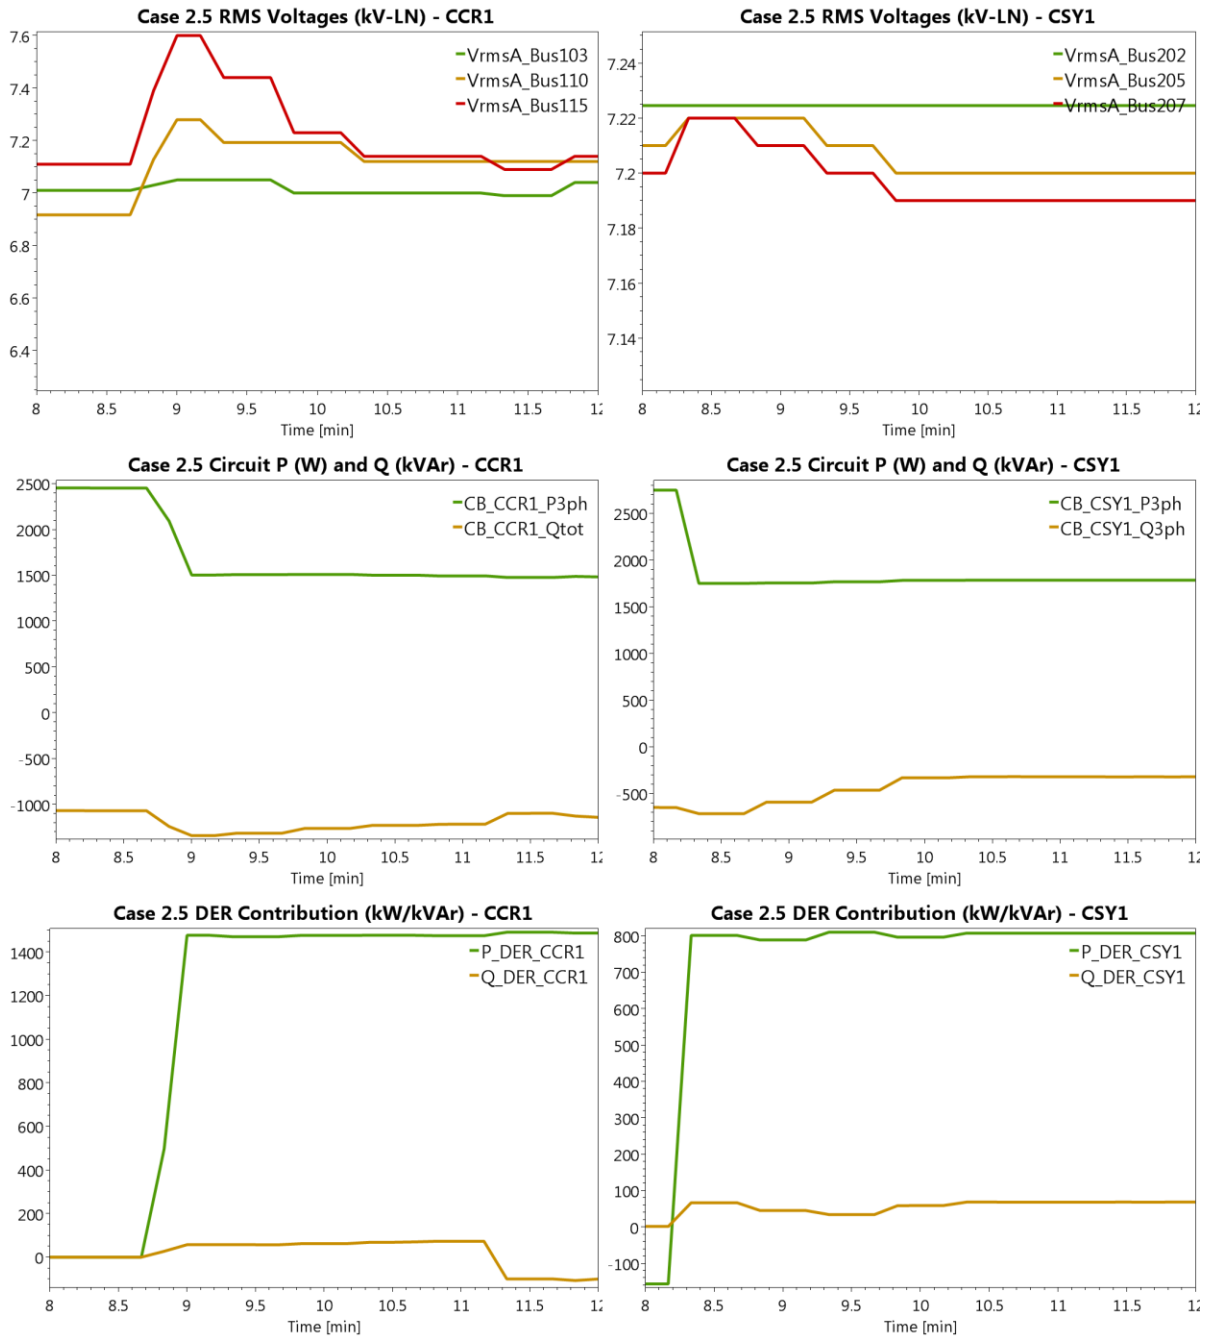 Case 2.5 RMS Voltages (kV-LN) - CCR1
7.6
7.4
7.2
7
6.8
6.6
6.4
VrmsA_Bus103
VrmsA_Bus110
VrmsA_Bus115
8 8.5 9 9.5 10 10.5 11 11.5 12
Time [min]
Case 2.5 RMS Voltages (kV-LN) - CSY1
7.24
7.22
7.2
7.18
7.16
7.14
VrmsA_Bus202
VrmsA_Bus205
VrmsA_Bus207
8 8.5 9 9.5 10 10.5 11 11.5 12
Time [min]
Case 2.5 Circuit P (W) and Q (kVAr) - CCR1
2500
2000
1500
1000
500
0
-500
-1000
CB_CCR1_P3ph
CB_CCR1_Qtot
8 8.5 9 9.5 10 10.5 11 11.5 12
Time [min]
Case 2.5 Circuit P (W) and Q (kVAr) - CSY1
2500
2000
1500
1000
500
0
-500
CB_CSY1_P3ph
CB_CSY1_Q3ph
8 8.5 9 9.5 10 10.5 11 11.5 12
Time [min]
Case 2.5 DER Contribution (kW/kVAr) - CCR1
1400
1200
1000
800
600
400
200
0
P_DER_CCR1
Q_DER_CCR1
8 8.5 9 9.5 10 10.5 11 11.5 12
Time [min]
Case 2.5 DER Contribution (kW/kVAr) - CSY1
800
700
600
500
400
300
200
100
0
-100
P_DER_CSY1
Q_DER_CSY1
8 8.5 9 9.5 10 10.5 11 11.5 12
Time [min]